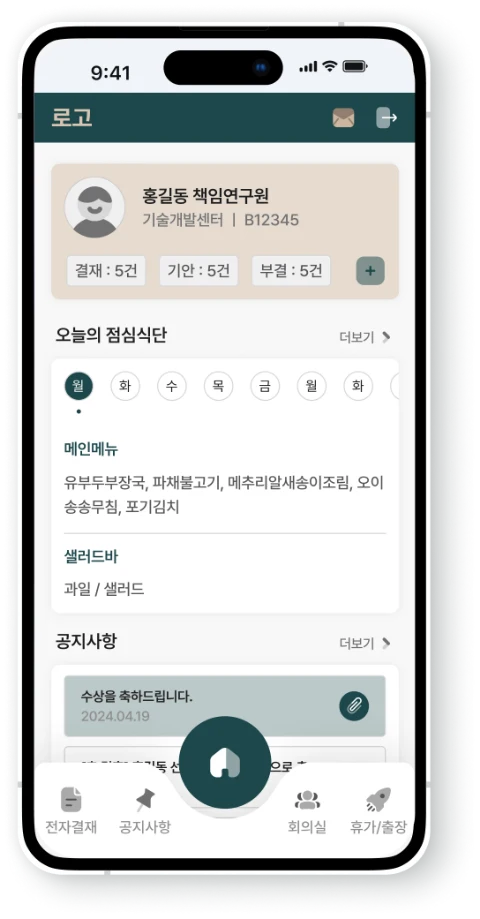 9:41
로고
홍길동 책임연구원
기술개발센터 | B12345
결재 : 5건 기안 : 5건 부결 : 5건 +
오늘의 점심식단 더보기
월 화 수 목 금 월 화
메인메뉴
유부두부장국, 파채불고기, 메추리알새송이조림, 오이
송송무침, 포기김치
샐러드바
과일 / 샐러드
공지사항 더보기
수상을 축하드립니다.
2024.04.19
전자결재 공지사항 회의실 휴가/출장